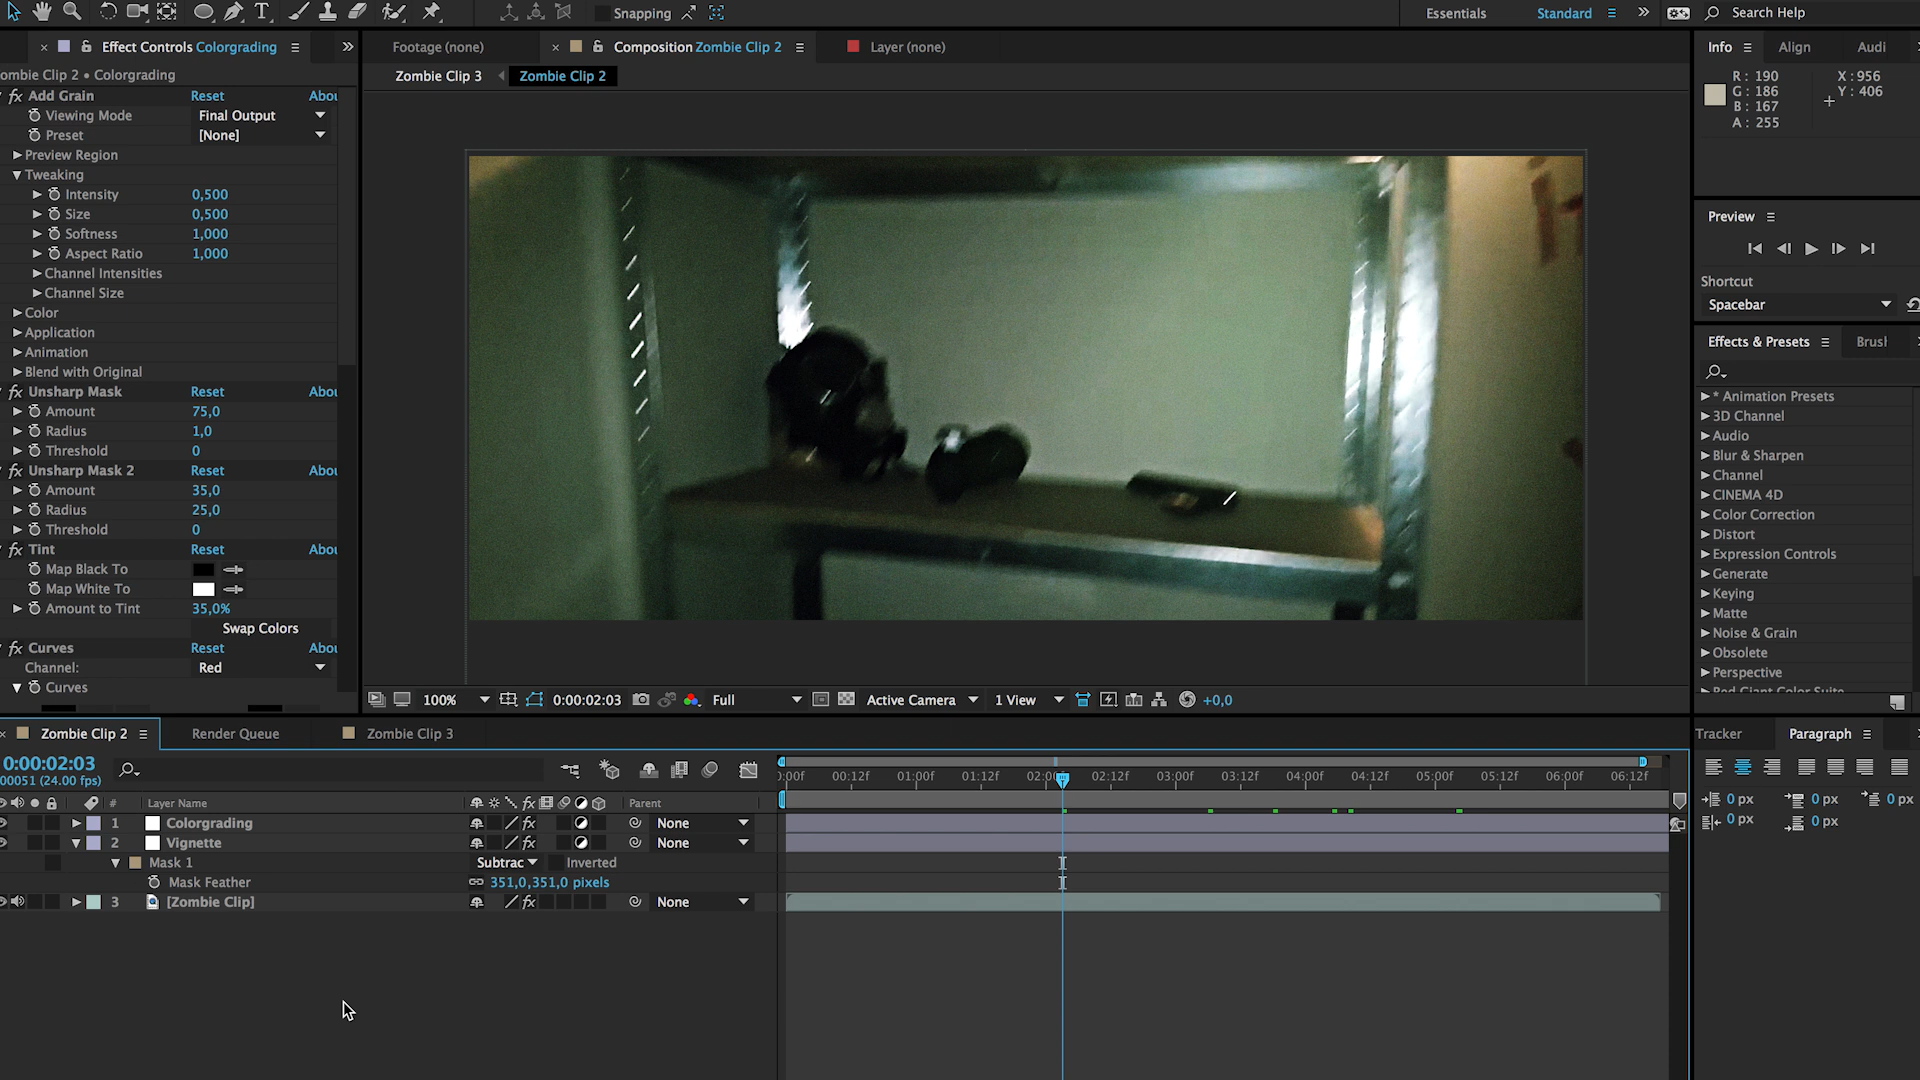 Snapping
Essentials
Standard
Search Help
Effect Controls Colorgrading
Footage (none)
Composition Zombie Clip 2
Layer (none)
Info
Align
Audi
ombie Clip 2 • Colorgrading
Zombie Clip 3
Zombie Clip 2
R: 190
G: 186
B: 167
A: 255
X: 956
Y: 406
Add Grain Reset Abou
Viewing Mode Final Output
Preset [None]
Preview Region
Tweaking
Intensity 0,500
Size 0,500
Softness 1,000
Aspect Ratio 1,000
Channel Intensities
Channel Size
Color
Application
Animation
Blend with Original
Unsharp Mask Reset Abou
Amount 75,0
Radius 1,0
Threshold 0
Unsharp Mask 2 Reset Abou
Amount 35,0
Radius 25,0
Threshold 0
Tint Reset Abou
Map Black To
Map White To
Amount to Tint 35,0%
Swap Colors
Curves Reset Abou
Channel: Red
Curves
Preview
Shortcut
Spacebar
Effects & Presets
Brusl
* Animation Presets
3D Channel
Audio
Blur & Sharpen
Channel
CINEMA 4D
Color Correction
Distort
Expression Controls
Generate
Keying
Matte
Noise & Grain
Obsolete
Perspective
Red Giant Color Suite
100%
0:00:02:03
Full
Active Camera
1 View
+0,0
Zombie Clip 2
Render Queue
Zombie Clip 3
Tracker
Paragraph
0:00:02:03
00051 (24.00 fps)
):00f 00:12f 01:00f 01:12f 02:00 02:12f 03:00f 03:12f 04:00f 04:12f 05:00f 05:12f 06:00f 06:12f
# Layer Name fx Parent
1 Colorgrading fx None
2 Vignette fx None
Mask 1 Subtrac Inverted
Mask Feather 351,0,351,0 pixels
3 [Zombie Clip] fx None
0 px 0 px 0 px
0 px 0 px